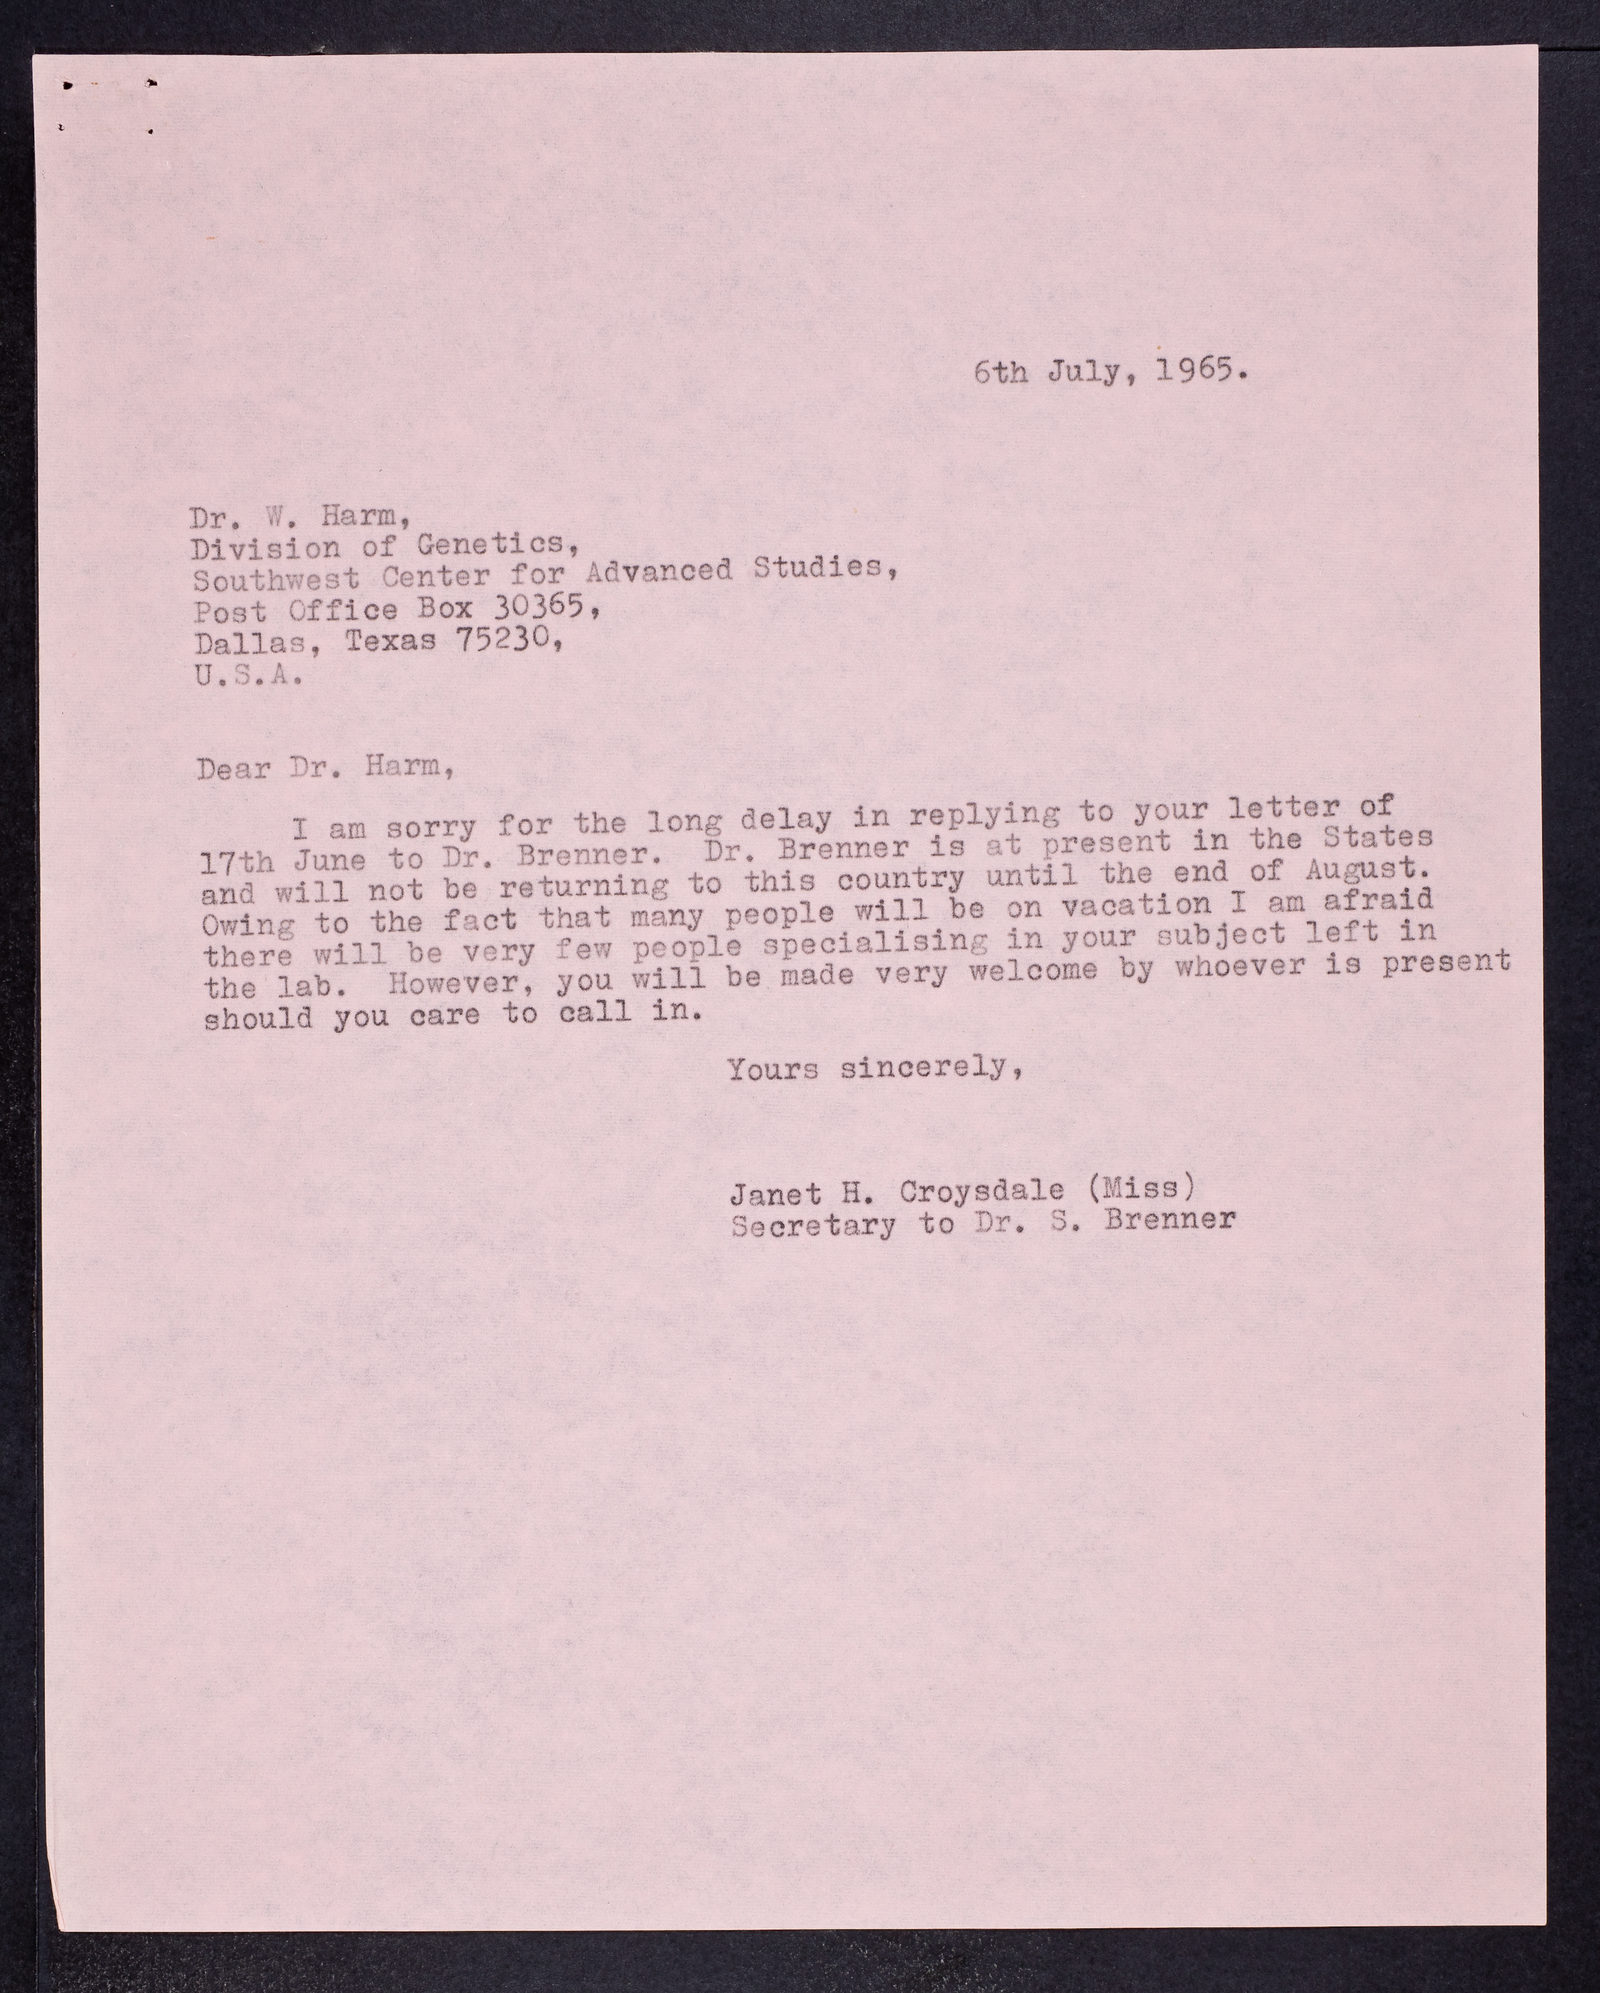 6th July, 1965.
Dr. W. Harm,
Division of Genetics,
Southwest Center for Advanced Studies,
Post Office Box 30365,
Dallas, Texas 75230,
U.S.A.
Dear Dr. Harm,
I am sorry for the long delay in replying to your letter of
17th June to Dr. Brenner. Dr. Brenner is at present in the States
and will not be returning to this country until the end of August.
Owing to the fact that many people will be on vacation I am afraid
there will be very few people specialising in your subject left in
the lab. However, you will be made very welcome by whoever is present
should you care to call in.
Yours sincerely,
Janet H. Croysdale (Miss)
Secretary to Dr. S. Brenner